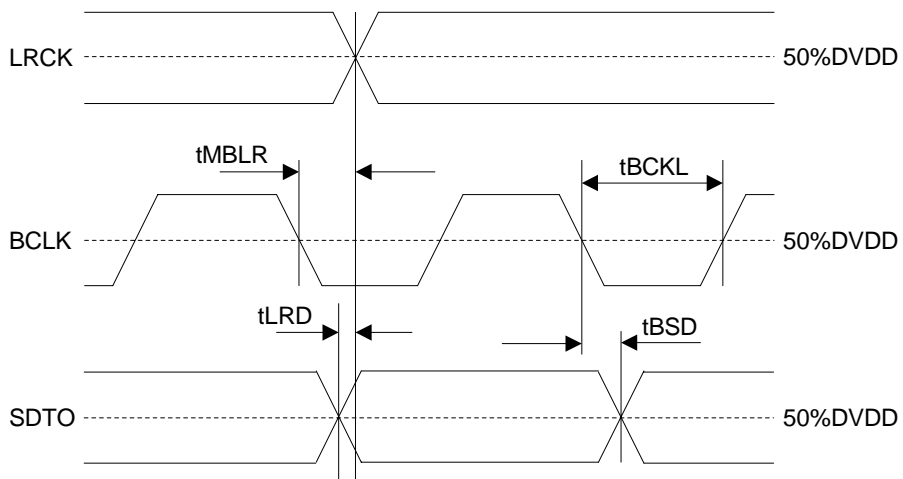 LRCK
50%DVDD
tMBLR
tBCKL
BCLK
50%DVDD
tLRD
tBSD
SDTO
50%DVDD